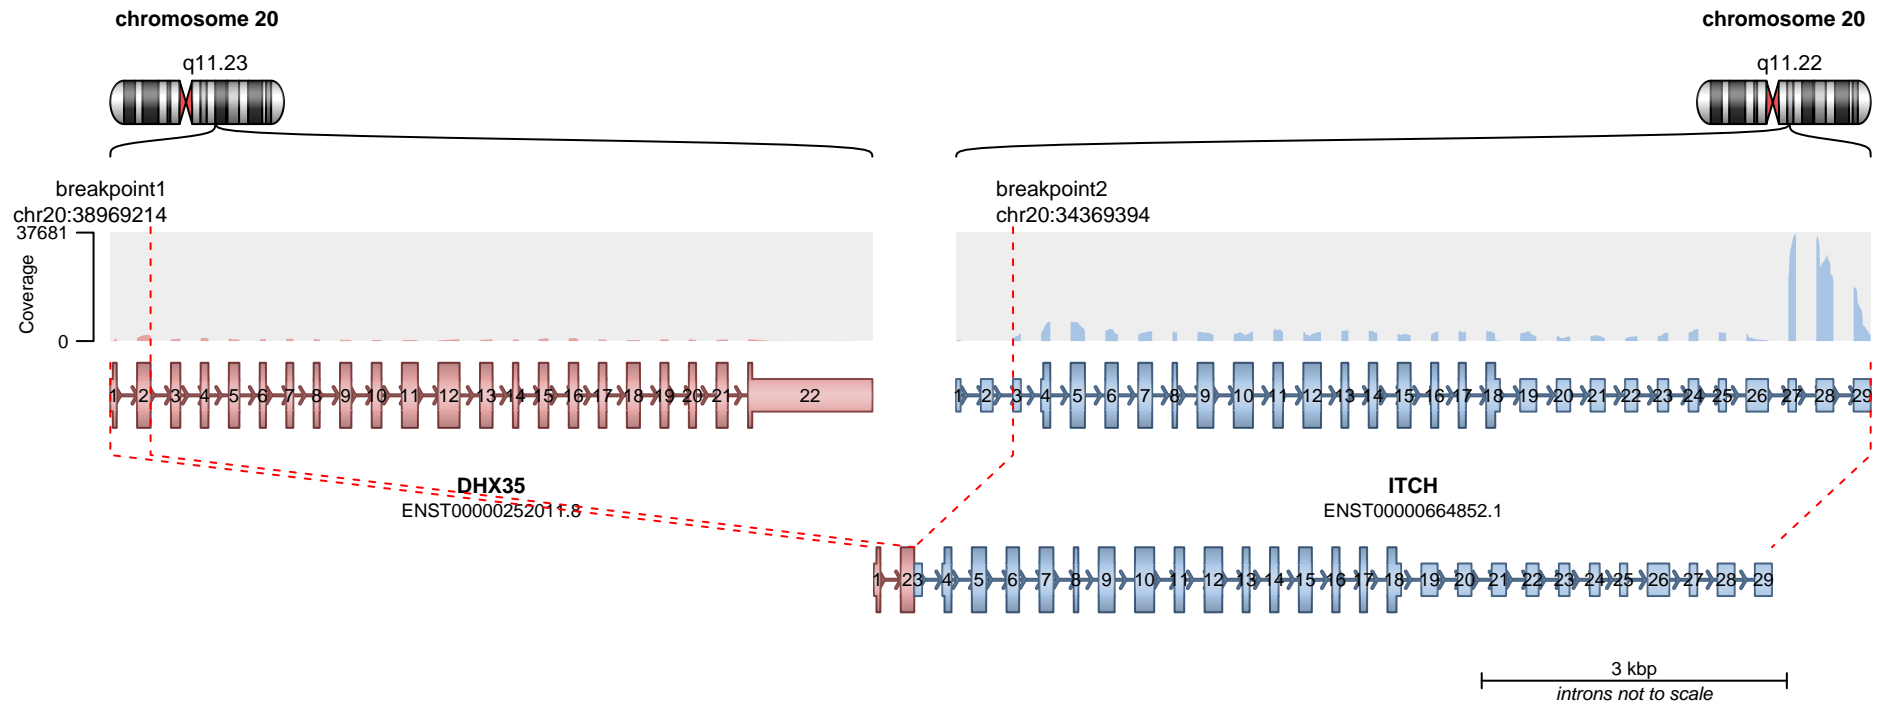 chromosome 20
chromosome 20
q11.23
q11.22
breakpoint1
chr20:38969214
breakpoint2
chr20:34369394
37681
Coverage
0
1 2 3 4 5 6 7 8 9 10 11 12 13 14 15 16 17 18 19 20 21 22
1 2 3 4 5 6 7 8 9 10 11 12 13 14 15 16 17 18 19 20 21 22 23 24 25 26 27 28 29
DHX35
ENST00000252011.8
ITCH
ENST00000664852.1
1 2 3 4 5 6 7 8 9 10 11 12 13 14 15 16 17 18 19 20 21 22 23 24 25 26 27 28 29
3 kbp
introns not to scale